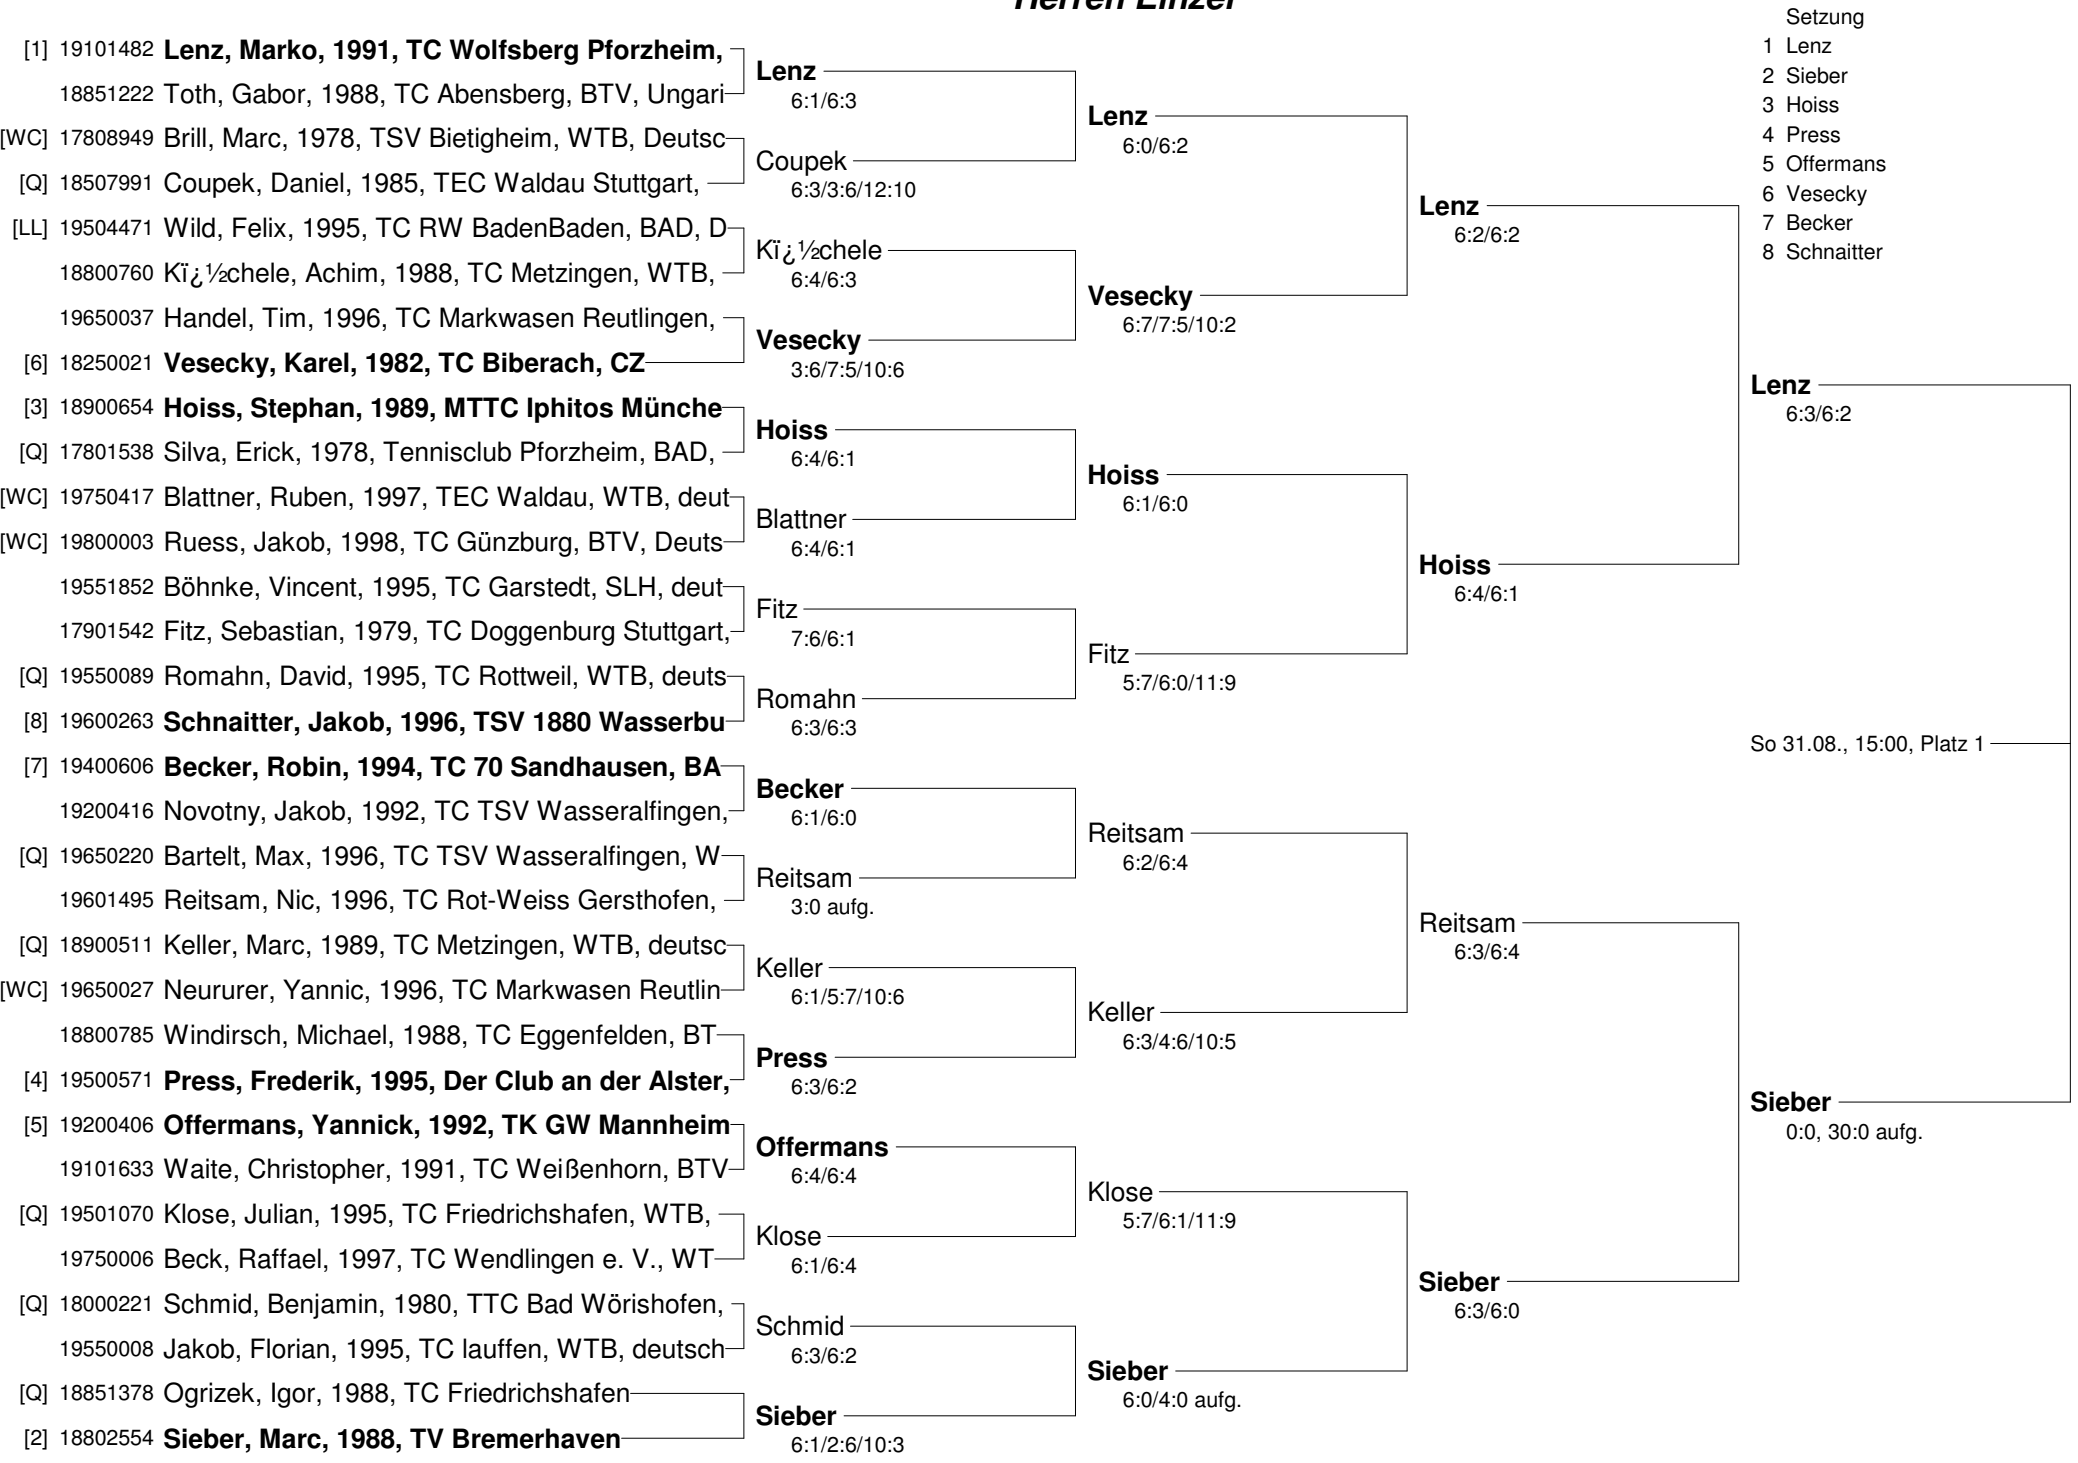 Herren Einzel
Setzung
1 Lenz
2 Sieber
3 Hoiss
4 Press
5 Offermans
6 Vesecky
7 Becker
8 Schnaitter
[1] 19101482 Lenz, Marko, 1991, TC Wolfsberg Pforzheim,
18851222 Toth, Gabor, 1988, TC Abensberg, BTV, Ungari
[WC] 17808949 Brill, Marc, 1978, TSV Bietigheim, WTB, Deutsc
[Q] 18507991 Coupek, Daniel, 1985, TEC Waldau Stuttgart,
[LL] 19504471 Wild, Felix, 1995, TC RW BadenBaden, BAD, D
18800760 Kï¿½chele, Achim, 1988, TC Metzingen, WTB,
19650037 Handel, Tim, 1996, TC Markwasen Reutlingen,
[6] 18250021 Vesecky, Karel, 1982, TC Biberach, CZ
[3] 18900654 Hoiss, Stephan, 1989, MTTC Iphitos Münche
[Q] 17801538 Silva, Erick, 1978, Tennisclub Pforzheim, BAD,
[WC] 19750417 Blattner, Ruben, 1997, TEC Waldau, WTB, deut
[WC] 19800003 Ruess, Jakob, 1998, TC Günzburg, BTV, Deuts
19551852 Böhnke, Vincent, 1995, TC Garstedt, SLH, deut
17901542 Fitz, Sebastian, 1979, TC Doggenburg Stuttgart,
[Q] 19550089 Romahn, David, 1995, TC Rottweil, WTB, deuts
[8] 19600263 Schnaitter, Jakob, 1996, TSV 1880 Wasserbu
[7] 19400606 Becker, Robin, 1994, TC 70 Sandhausen, BA
19200416 Novotny, Jakob, 1992, TC TSV Wasseralfingen,
[Q] 19650220 Bartelt, Max, 1996, TC TSV Wasseralfingen, W
19601495 Reitsam, Nic, 1996, TC Rot-Weiss Gersthofen,
[Q] 18900511 Keller, Marc, 1989, TC Metzingen, WTB, deutsc
[WC] 19650027 Neururer, Yannic, 1996, TC Markwasen Reutlin
18800785 Windirsch, Michael, 1988, TC Eggenfelden, BT
[4] 19500571 Press, Frederik, 1995, Der Club an der Alster,
[5] 19200406 Offermans, Yannick, 1992, TK GW Mannheim
19101633 Waite, Christopher, 1991, TC Weißenhorn, BTV
[Q] 19501070 Klose, Julian, 1995, TC Friedrichshafen, WTB,
19750006 Beck, Raffael, 1997, TC Wendlingen e. V., WT
[Q] 18000221 Schmid, Benjamin, 1980, TTC Bad Wörishofen,
19550008 Jakob, Florian, 1995, TC lauffen, WTB, deutsch
[Q] 18851378 Ogrizek, Igor, 1988, TC Friedrichshafen
[2] 18802554 Sieber, Marc, 1988, TV Bremerhaven
Lenz
6:1/6:3
Coupek
6:3/3:6/12:10
Kï¿½chele
6:4/6:3
Vesecky
3:6/7:5/10:6
Hoiss
6:4/6:1
Blattner
6:4/6:1
Fitz
7:6/6:1
Romahn
6:3/6:3
Becker
6:1/6:0
Reitsam
3:0 aufg.
Keller
6:1/5:7/10:6
Press
6:3/6:2
Offermans
6:4/6:4
Klose
6:1/6:4
Schmid
6:3/6:2
Sieber
6:1/2:6/10:3
Lenz
6:0/6:2
Vesecky
6:7/7:5/10:2
Hoiss
6:1/6:0
Fitz
5:7/6:0/11:9
Reitsam
6:2/6:4
Keller
6:3/4:6/10:5
Klose
5:7/6:1/11:9
Sieber
6:0/4:0 aufg.
Lenz
6:2/6:2
Hoiss
6:4/6:1
Reitsam
6:3/6:4
Sieber
6:3/6:0
Lenz
6:3/6:2
Sieber
0:0, 30:0 aufg.
So 31.08., 15:00, Platz 1